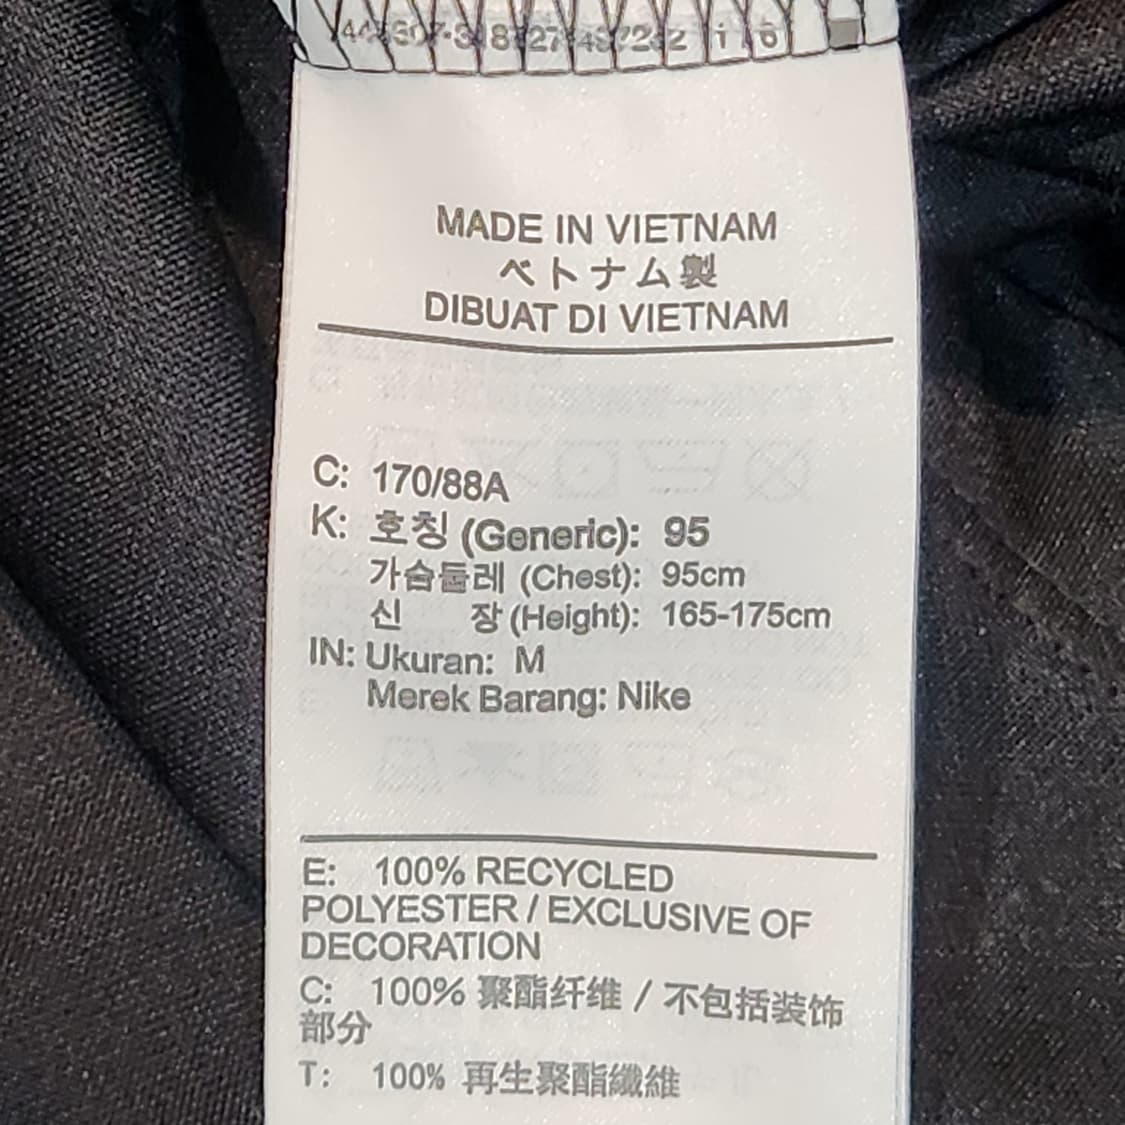 MADE IN VIETNAM
ベトナム製
DIBUAT DI VIETNAM
C: 170/88A
K: 호칭 (Generic): 95
가슴둘레 (Chest): 95cm
신 장 (Height): 165-175cm
IN: Ukuran: M
Merek Barang: Nike
E: 100% RECYCLED
POLYESTER / EXCLUSIVE OF
DECORATION
C: 100% 聚酯纤维 / 不包括装饰
部分
T: 100% 再生聚酯纖維